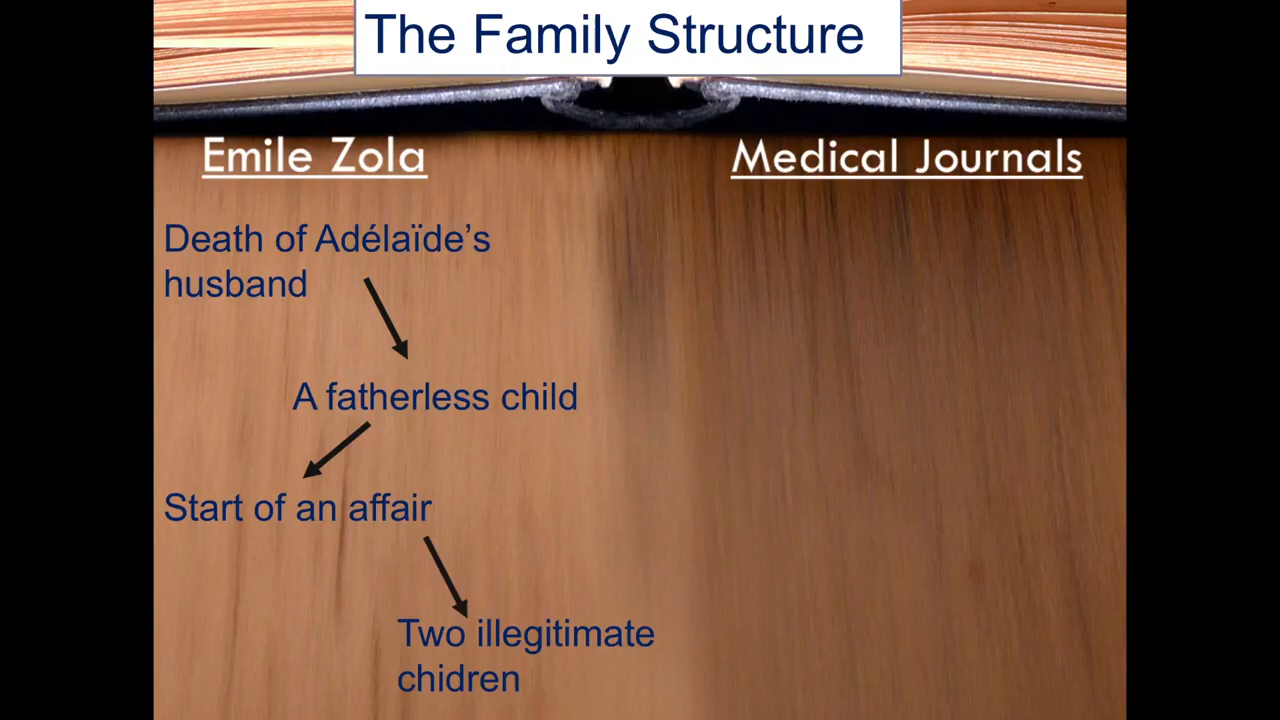 The Family Structure
Emile Zola
Medical Journals
Death of Adélaïde's
husband
A fatherless child
Start of an affair
Two illegitimate
chidren